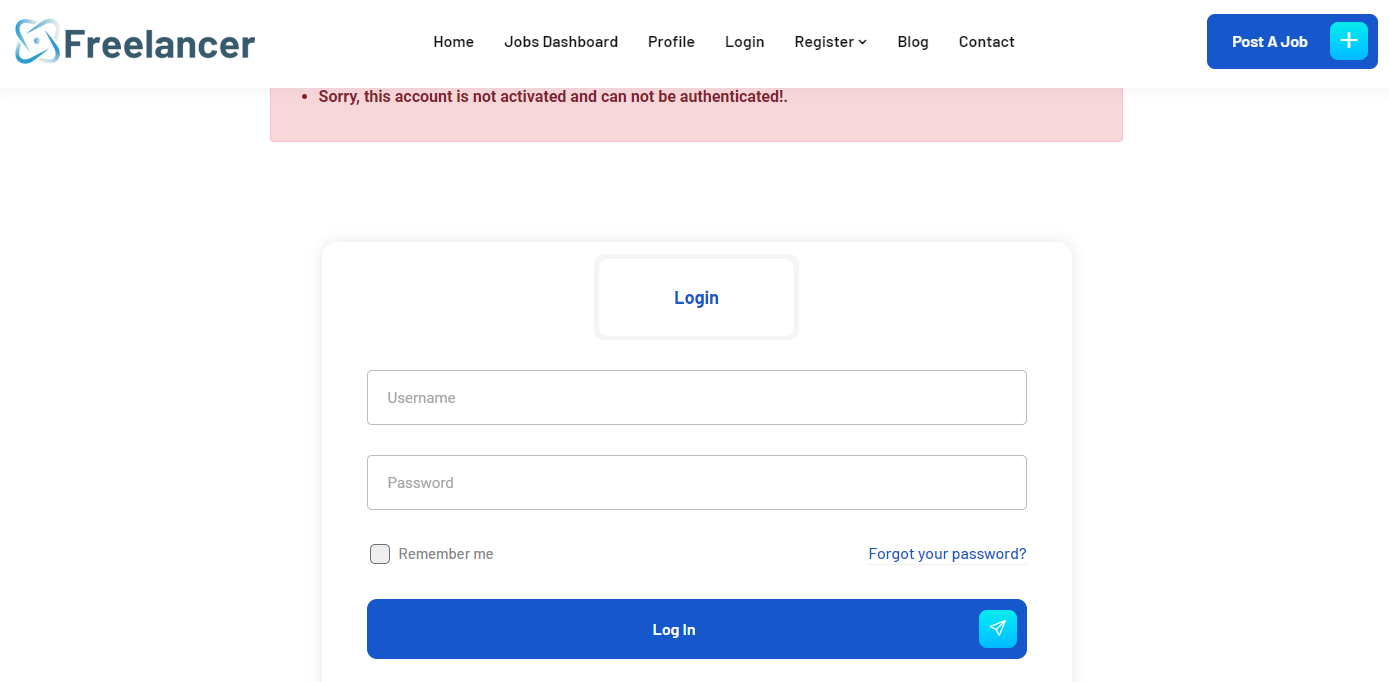 Freelancer
Home Jobs Dashboard Profile Login Register Blog Contact
Post A Job
• Sorry, this account is not activated and can not be authenticated!.
Login
Username
Password
Remember me Forgot your password?
Log In